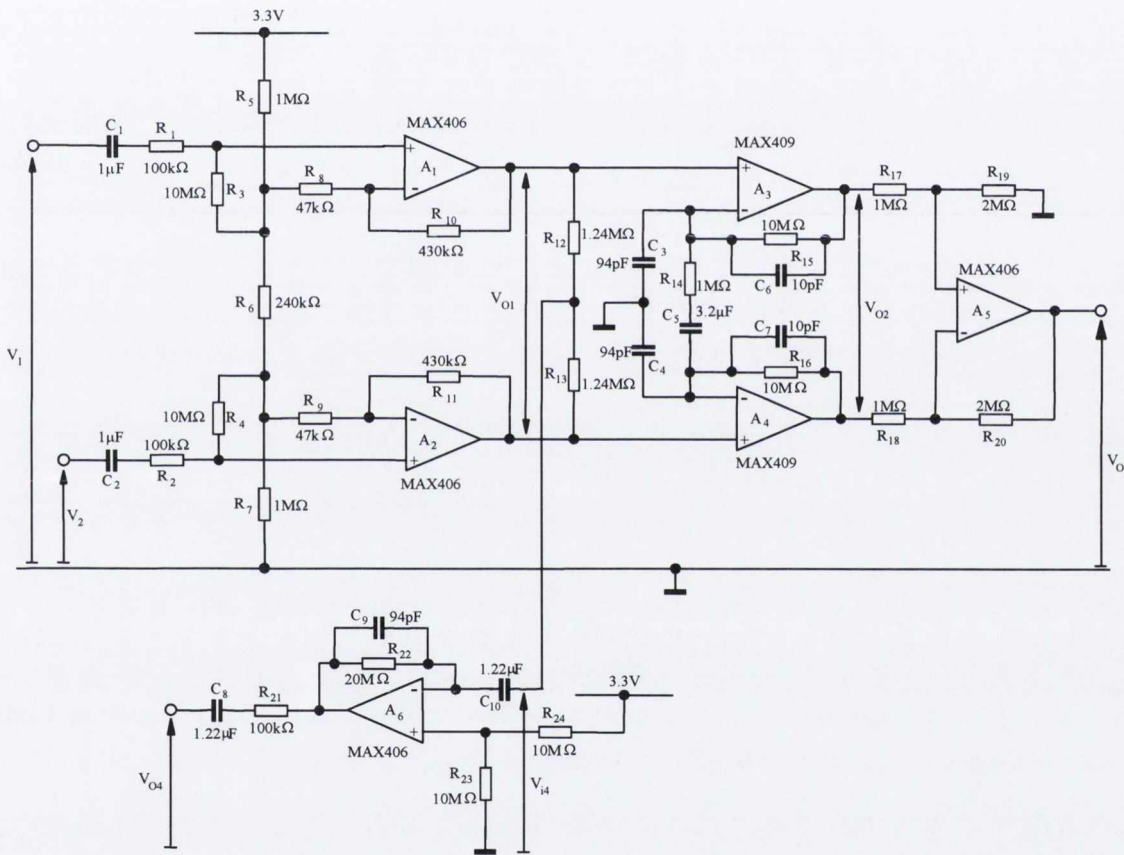 3.3V
R5
1MΩ
MAX406
MAX409
C1
R1
1μF
100kΩ
+
A1
-
10MΩ
R3
R8
47kΩ
R10
430kΩ
+
A3
-
R17
1MΩ
R19
2MΩ
R12
1.24MΩ
C3
94pF
R14
1MΩ
10MΩ
R15
C6
10pF
MAX406
R6
240kΩ
VO1
C5
3.2μF
VO2
+
A5
-
V1
C7
10pF
94pF
C4
R16
10MΩ
430kΩ
R11
R13
1.24MΩ
10MΩ
R4
R9
47kΩ
-
A2
+
MAX406
-
A4
+
MAX409
1MΩ
R18
2MΩ
R20
1μF
C2
100kΩ
R2
VO
V2
R7
1MΩ
C9
94pF
R22
20MΩ
1.22μF
C10
3.3V
C8
1.22μF
R21
100kΩ
-
A6
+
MAX406
R24
10MΩ
R23
10MΩ
VO4
Vi4